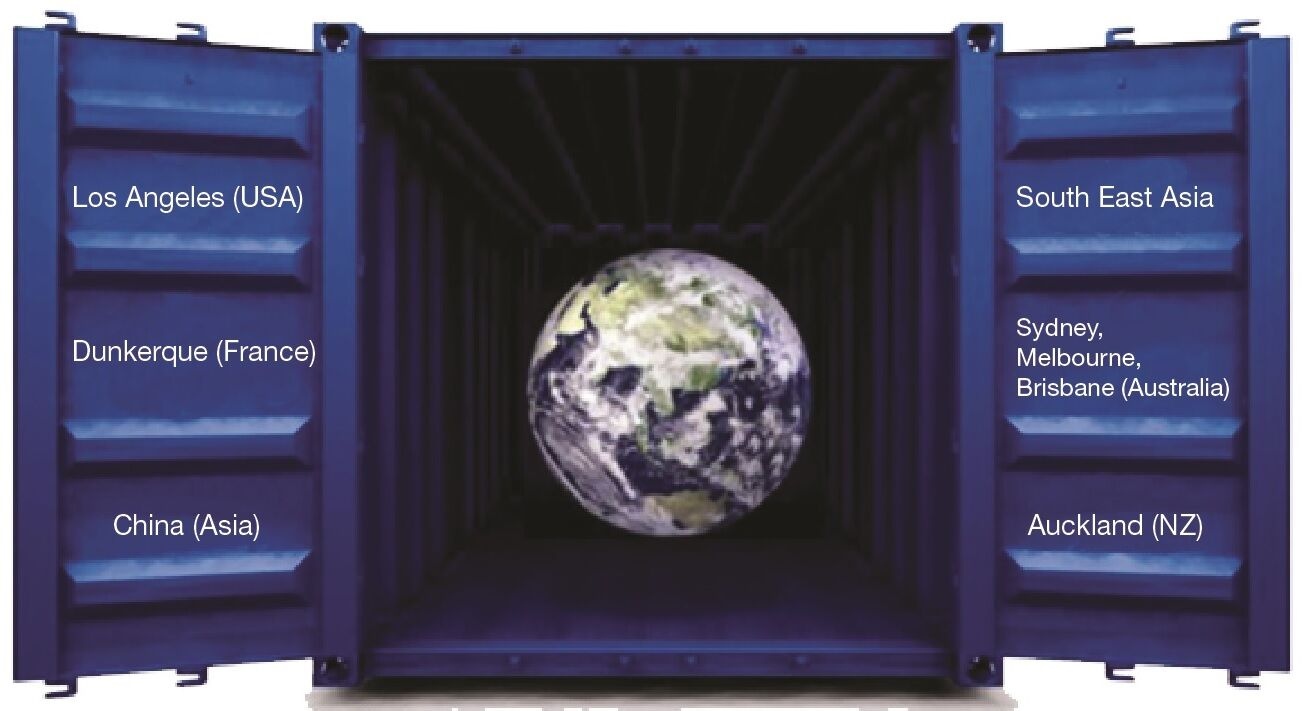 Los Angeles (USA)
Dunkerque (France)
China (Asia)
South East Asia
Sydney,
Melbourne,
Brisbane (Australia)
Auckland (NZ)